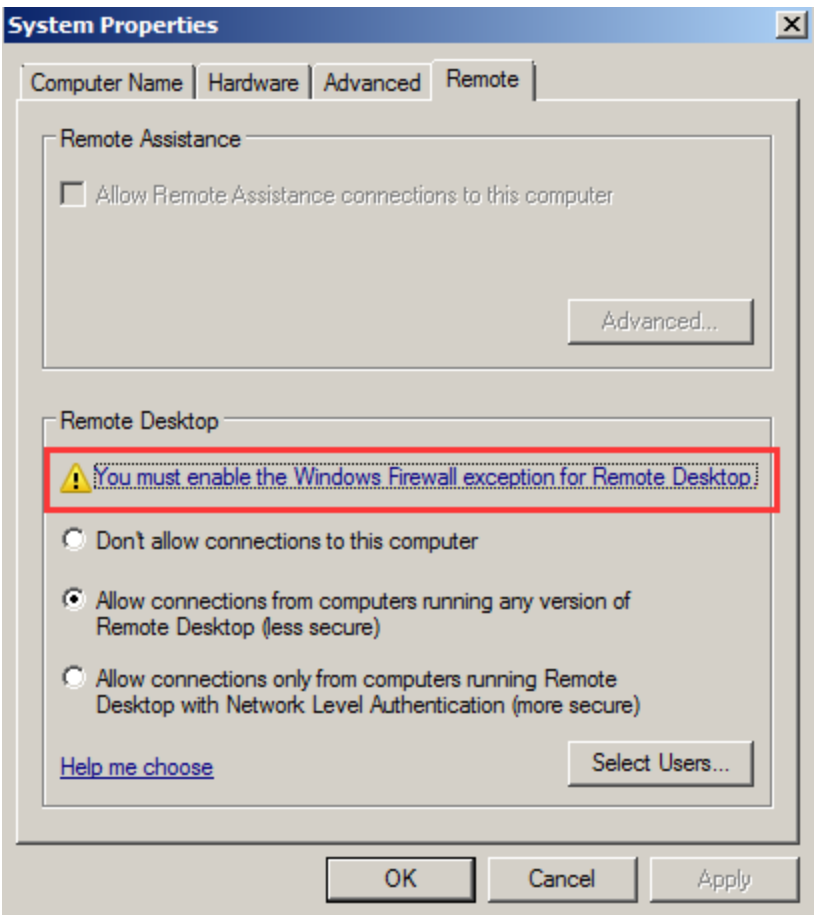 System Properties
Computer Name
Hardware
Advanced
Remote
Remote Assistance
Allow Remote Assistance connections to this computer
Advanced...
Remote Desktop
You must enable the Windows Firewall exception for Remote Desktop.
Don't allow connections to this computer
Allow connections from computers running any version of
Remote Desktop (less secure)
Allow connections only from computers running Remote
Desktop with Network Level Authentication (more secure)
Help me choose
Select Users...
OK
Cancel
Apply